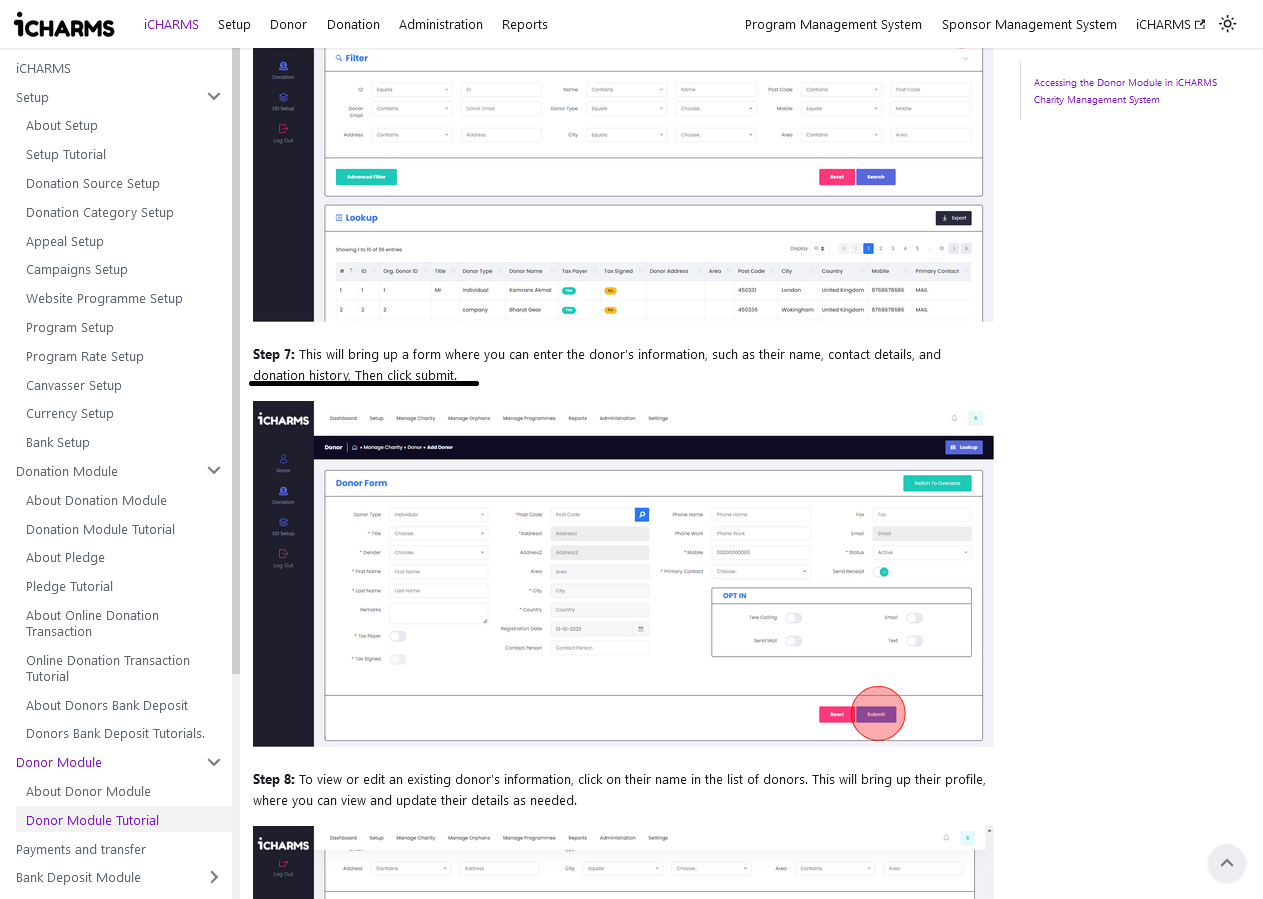 iCHARMS iCHARMS Setup Donor Donation Administration Reports Program Management System Sponsor Management System iCHARMS
iCHARMS
Setup
About Setup
Setup Tutorial
Donation Source Setup
Donation Category Setup
Appeal Setup
Campaigns Setup
Website Programme Setup
Program Setup
Program Rate Setup
Canvasser Setup
Currency Setup
Bank Setup
Donation Module
About Donation Module
Donation Module Tutorial
About Pledge
Pledge Tutorial
About Online Donation
Transaction
Online Donation Transaction
Tutorial
About Donors Bank Deposit
Donors Bank Deposit Tutorials.
Donor Module
About Donor Module
Donor Module Tutorial
Payments and transfer
Bank Deposit Module
Donation
DD Setup
Log Out
Filter
ID Equals ID Name Contains Name Post Code Contains Post Code
Donor Email Contains Donor Email Donor Type Equals Choose.. Mobile Equals Mobile
Address Contains Address City Equals Choose.. Area Contains Area
Advanced Filter Reset Search
Lookup Export
Showing 1 to 10 of 96 entries Display 10 « ‹ 1 2 3 4 5 ... 10 › »
# ID Org. Donor ID Title Donor Type Donor Name Tax Payer Tax Signed Donor Address Area Post Code City Country Mobile Primary Contact
1 1 1 Mr individual Kamrans Akmal Yes No 450331 London United Kingdom 8768678686 MAIL
2 2 2 company Bharat Gear Yes No 450336 Wokingham United Kingdom 8768678686 MAIL
Step 7: This will bring up a form where you can enter the donor's information, such as their name, contact details, and
donation history. Then click submit.
iCHARMS Dashboard Setup Manage Charity Manage Orphans Manage Programmes Reports Administration Settings S
Donor • Manage Charity • Donor • Add Donor Lookup
Donor
Donation
DD Setup
Log Out
Donor Form Switch To Overseas
Donor Type Individual *Post Code Post Code Phone Home Phone Home Fax Fax
* Title Choose.. *Address1 Address1 Phone Work Phone Work Email Email
* Gender Choose.. Address2 Address2 * Mobile 00000000000 * Status Active
* First Name First Name Area Area * Primary Contact Choose.. Send Receipt
* Last Name Last Name * City City
OPT IN
Remarks * Country Country
Tele Calling Email
Registration Date 13-10-2023
* Tax Payer
Send Mail Text
Contact Person Contact Person
* Tax Signed
Reset Submit
Step 8: To view or edit an existing donor's information, click on their name in the list of donors. This will bring up their profile,
where you can view and update their details as needed.
iCHARMS Dashboard Setup Manage Charity Manage Orphans Manage Programmes Reports Administration Settings S
Log Out
Address Contains Address City Equals Choose.. Area Contains Area
Accessing the Donor Module in iCHARMS
Charity Management System